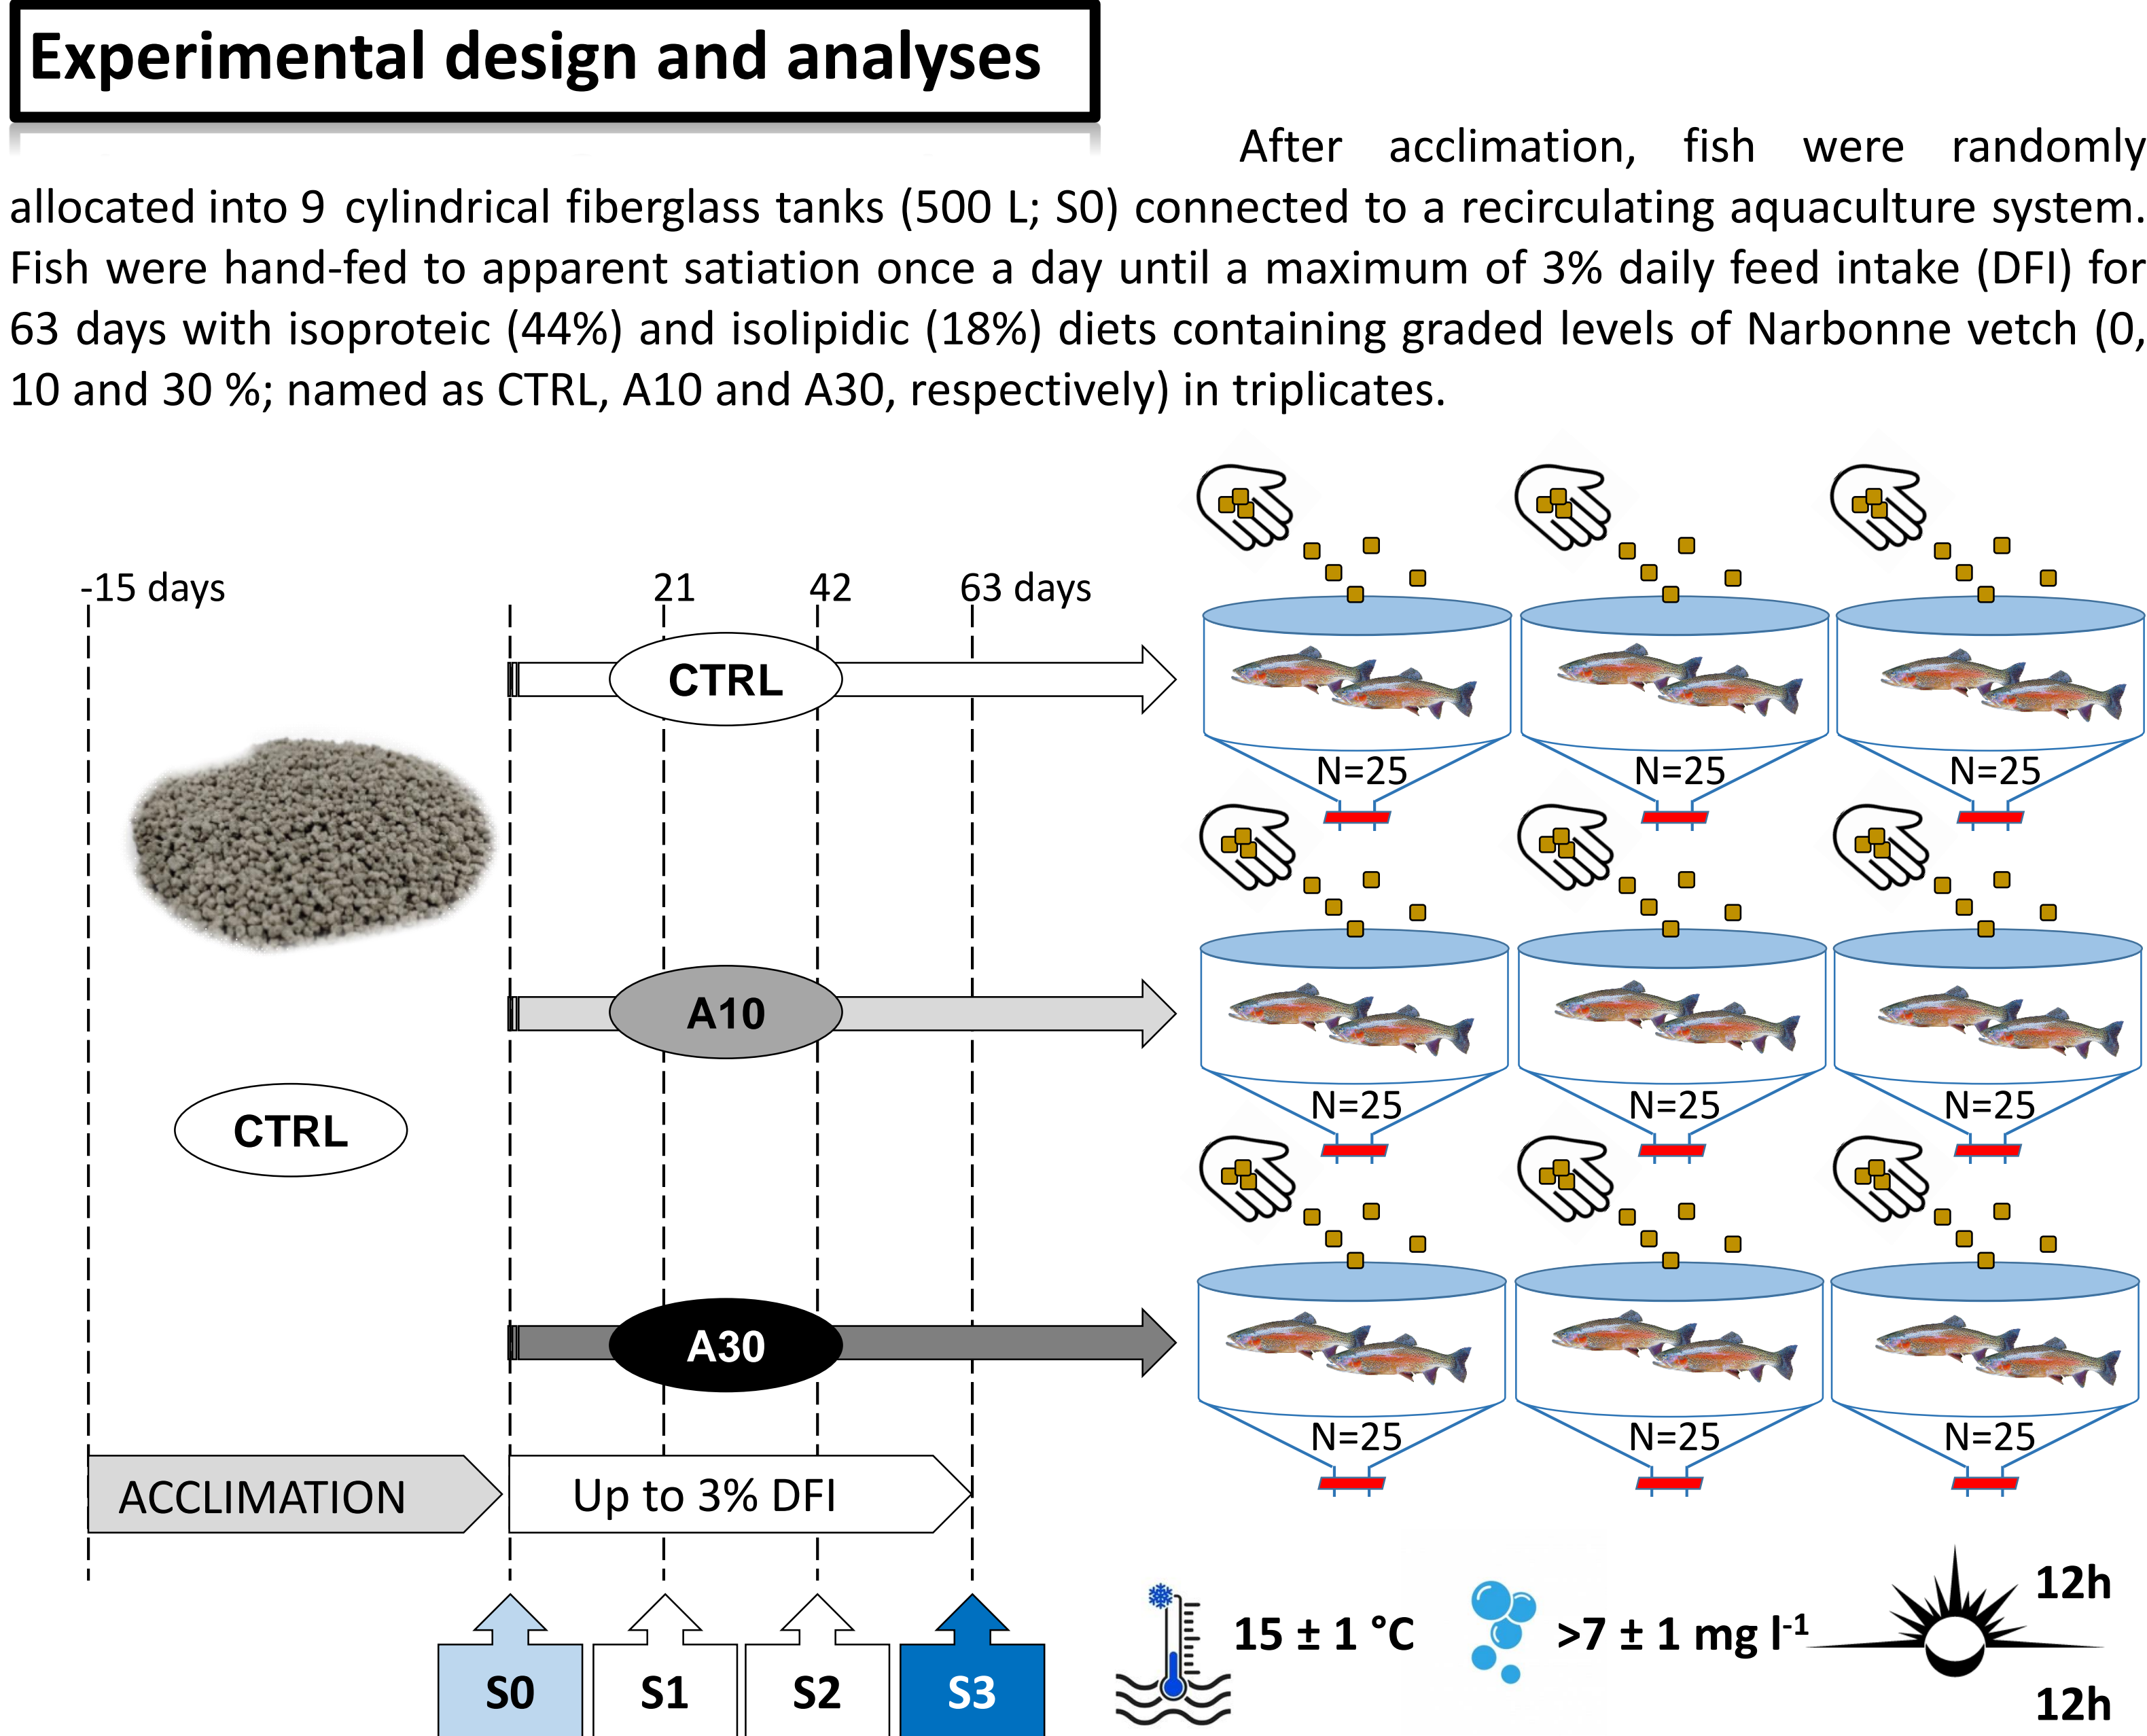 Experimental design and analyses
After acclimation, fish were randomly
allocated into 9 cylindrical fiberglass tanks (500 L; S0) connected to a recirculating aquaculture system.
Fish were hand-fed to apparent satiation once a day until a maximum of 3% daily feed intake (DFI) for
63 days with isoproteic (44%) and isolipidic (18%) diets containing graded levels of Narbonne vetch (0,
10 and 30 %; named as CTRL, A10 and A30, respectively) in triplicates.
-15 days
21
42
63 days
CTRL
N=25
N=25
N=25
A10
CTRL
N=25
N=25
N=25
A30
N=25
N=25
N=25
ACCLIMATION
Up to 3% DFI
S0
S1
S2
S3
15 ± 1 °C
>7 ± 1 mg l-1
12h
12h